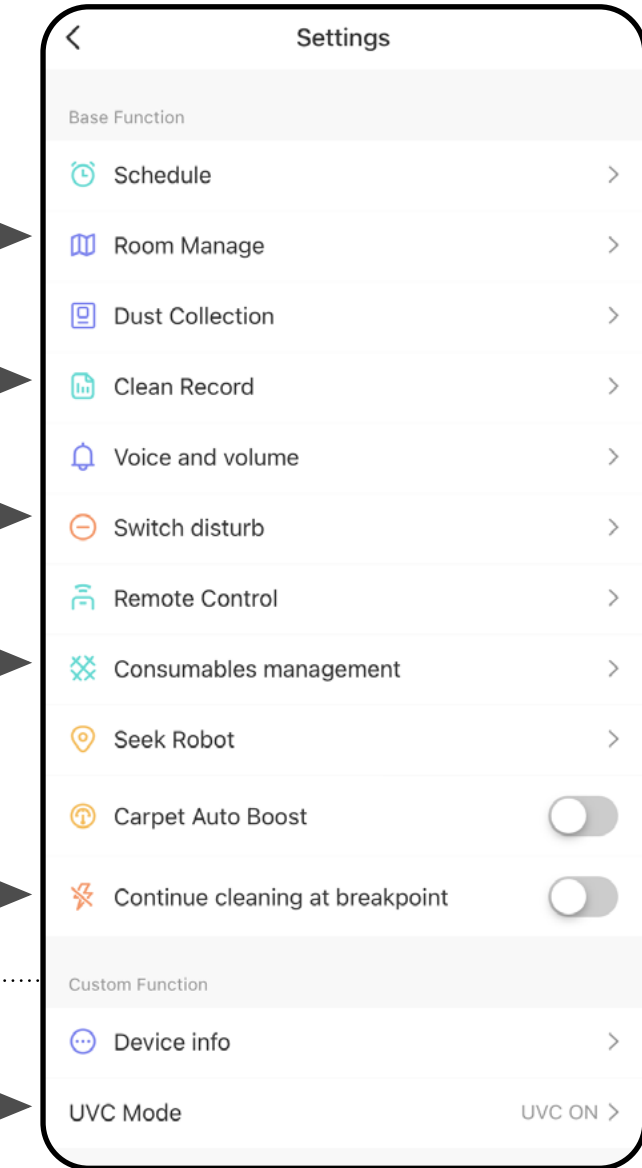 Settings
Base Function
Schedule
Room Manage
Dust Collection
Clean Record
Voice and volume
Switch disturb
Remote Control
Consumables management
Seek Robot
Carpet Auto Boost
Continue cleaning at breakpoint
Custom Function
Device info
UVC Mode UVC ON